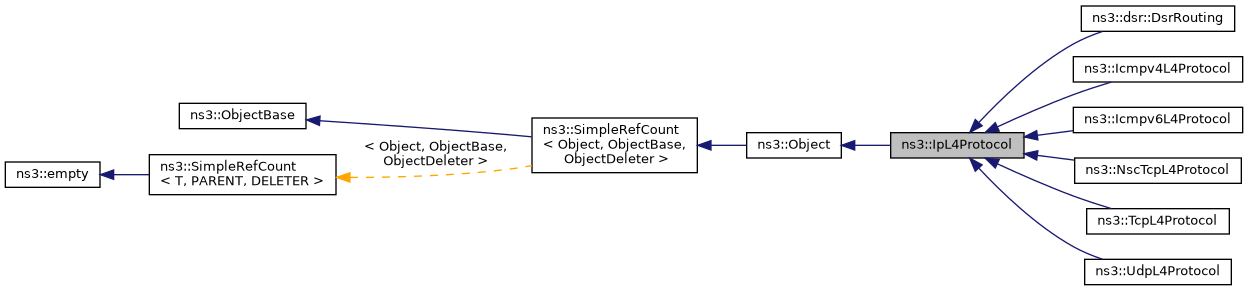 ns3::dsr::DsrRouting
ns3::Icmpv4L4Protocol
ns3::ObjectBase
ns3::SimpleRefCount
< Object, ObjectBase,
ObjectDeleter >
ns3::Icmpv6L4Protocol
< Object, ObjectBase,
ObjectDeleter >
ns3::Object
ns3::IpL4Protocol
ns3::empty
ns3::SimpleRefCount
< T, PARENT, DELETER >
ns3::NscTcpL4Protocol
ns3::TcpL4Protocol
ns3::UdpL4Protocol